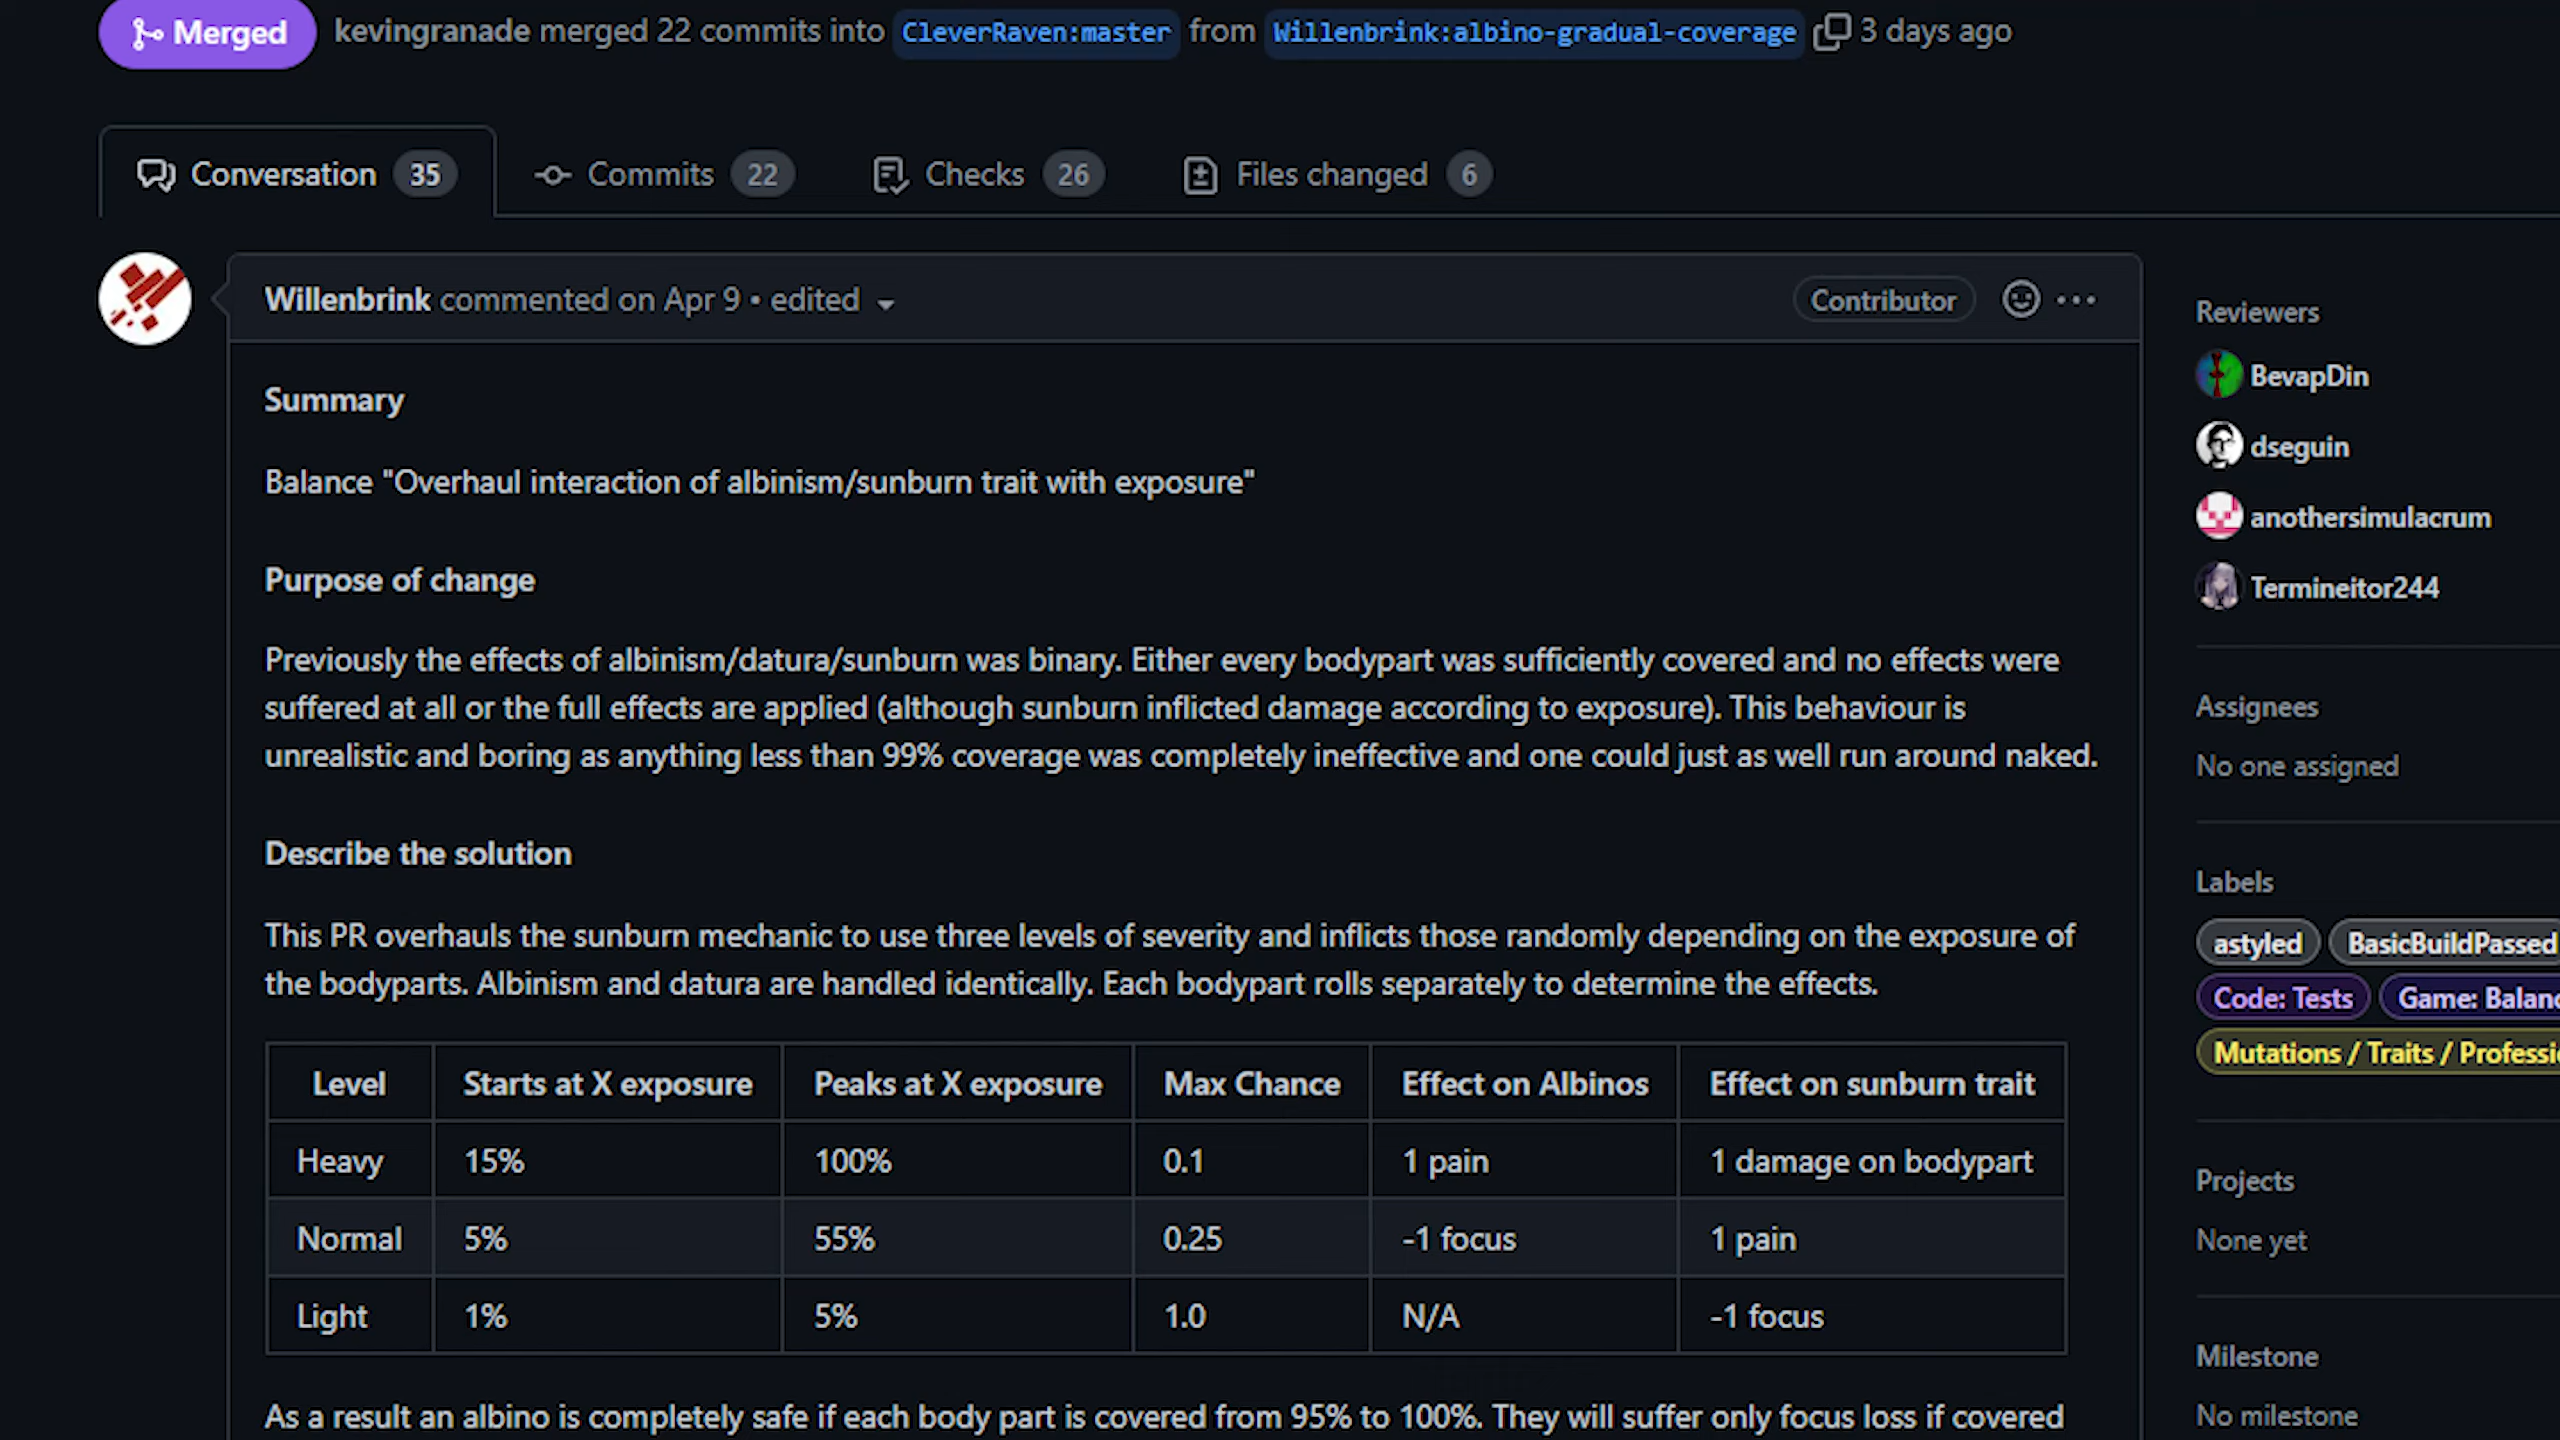 Merged kevingranade merged 22 commits into CleverRaven:master from Willenbrink:albino-gradual-coverage 3 days ago
Conversation 35 Commits 22 Checks 26 Files changed 6
Willenbrink commented on Apr 9 • edited Contributor
Summary
Balance "Overhaul interaction of albinism/sunburn trait with exposure"
Purpose of change
Previously the effects of albinism/datura/sunburn was binary. Either every bodypart was sufficiently covered and no effects were
suffered at all or the full effects are applied (although sunburn inflicted damage according to exposure). This behaviour is
unrealistic and boring as anything less than 99% coverage was completely ineffective and one could just as well run around naked.
Describe the solution
This PR overhauls the sunburn mechanic to use three levels of severity and inflicts those randomly depending on the exposure of
the bodyparts. Albinism and datura are handled identically. Each bodypart rolls separately to determine the effects.
Level Starts at X exposure Peaks at X exposure Max Chance Effect on Albinos Effect on sunburn trait
Heavy 15% 100% 0.1 1 pain 1 damage on bodypart
Normal 5% 55% 0.25 -1 focus 1 pain
Light 1% 5% 1.0 N/A -1 focus
As a result an albino is completely safe if each body part is covered from 95% to 100%. They will suffer only focus loss if covered
Reviewers
BevapDin
dseguin
anothersimulacrum
Termineitor244
Assignees
No one assigned
Labels
astyled BasicBuildPassed
Code: Tests Game: Balanc
Mutations / Traits / Professi
Projects
None yet
Milestone
No milestone